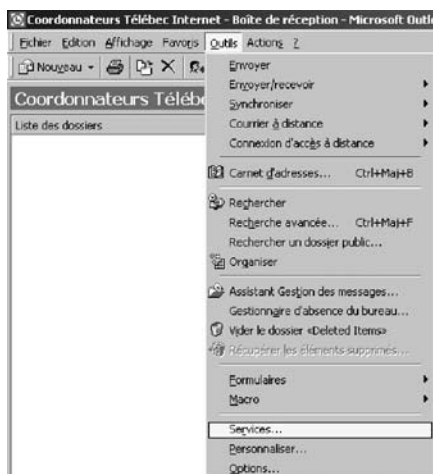 Coordonnateurs Télébec Internet - Boîte de réception - Microsoft Outl
Fichier Edition Affichage Favoris Outils Actions ?
Nouveau
Coordonnateurs Téléb
Liste des dossiers
Envoyer
Envoyer/recevoir
Synchroniser
Courrier à distance
Connexion d'accès à distance
Carnet d'adresses... Ctrl+Maj+B
Rechercher
Recherche avancée... Ctrl+Maj+F
Rechercher un dossier public...
Organiser
Assistant Gestion des messages...
Gestionnaire d'absence du bureau...
Vider le dossier «Deleted Items»
Récupérer les éléments supprimés...
Formulaires
Macro
Services...
Personnaliser...
Options...